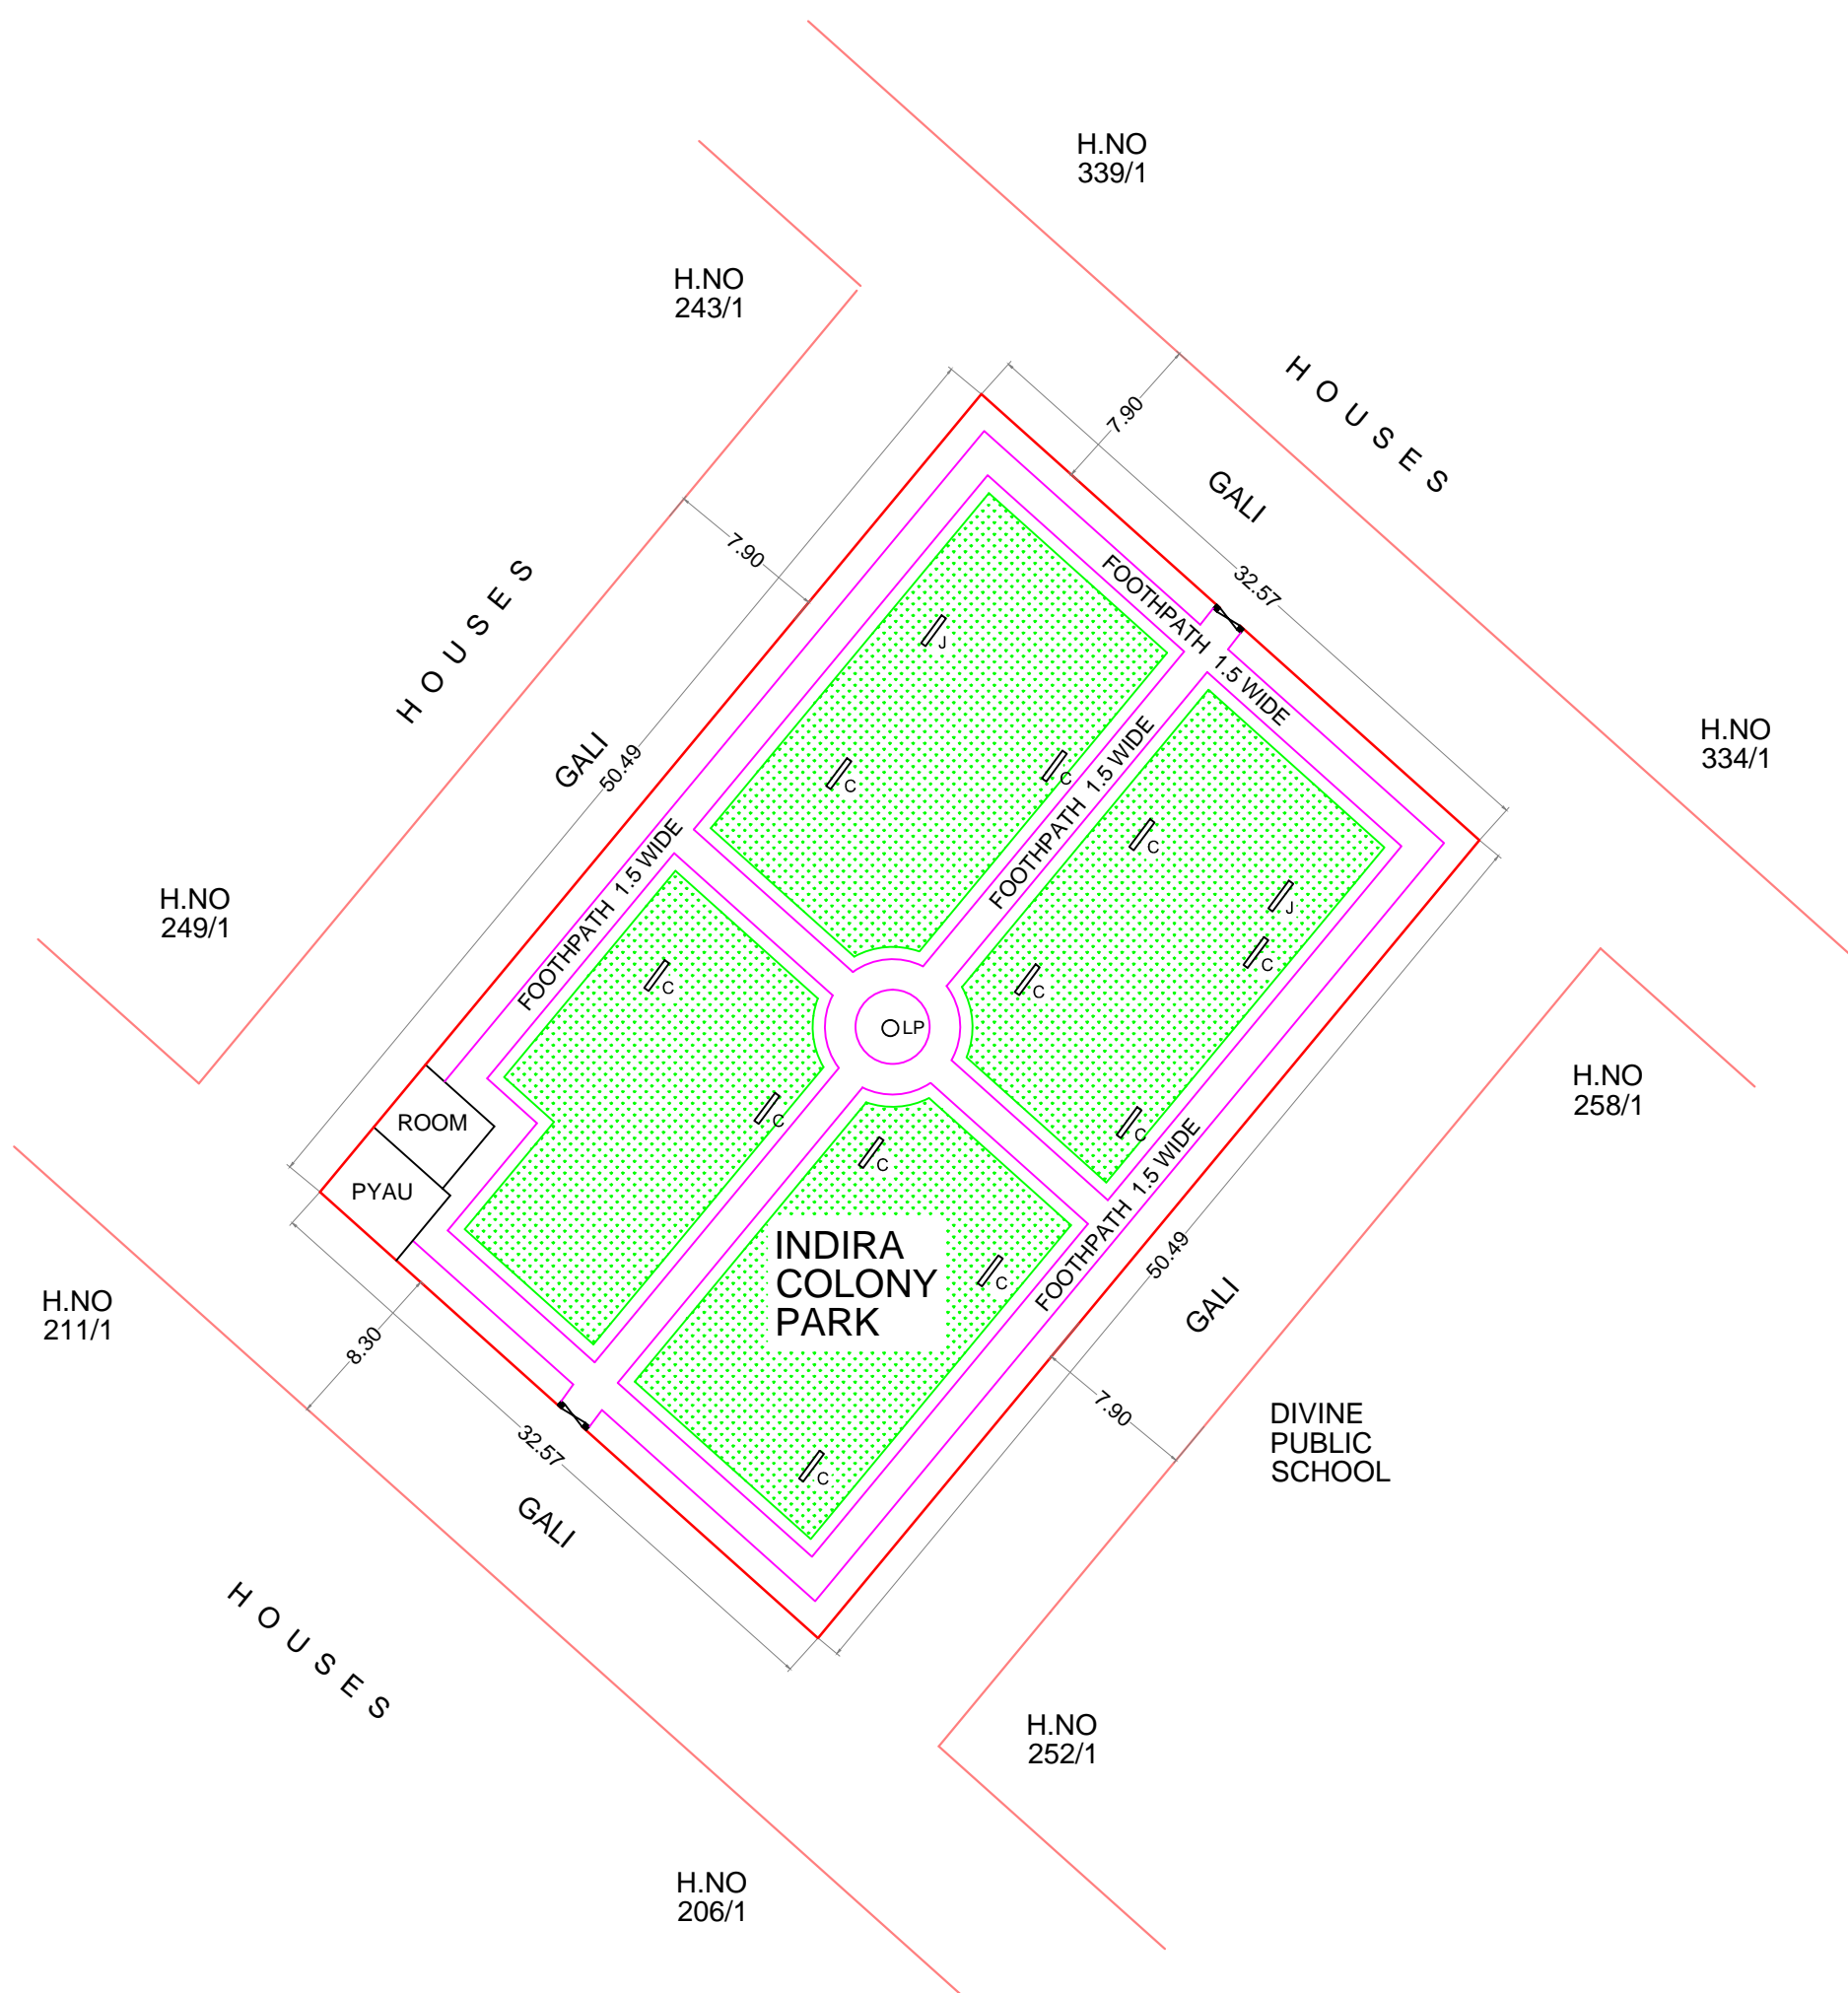 H.NO
339/1
H.NO
243/1
HOUSES
7.90
GALI
32.57
7.90
HOUSES
GALI
50.49
FOOTHPATH 1.5 WIDE
J
C
C
FOOTHPATH 1.5 WIDE
H.NO
334/1
C
J
C
C
C
FOOTHPATH 1.5 WIDE
H.NO
249/1
C
C
LP
H.NO
258/1
ROOM
PYAU
C
INDIRA
COLONY
PARK
C
C
FOOTHPATH 1.5 WIDE
50.49
GALI
H.NO
211/1
8.30
7.90
DIVINE
PUBLIC
SCHOOL
32.57
GALI
HOUSES
H.NO
252/1
H.NO
206/1